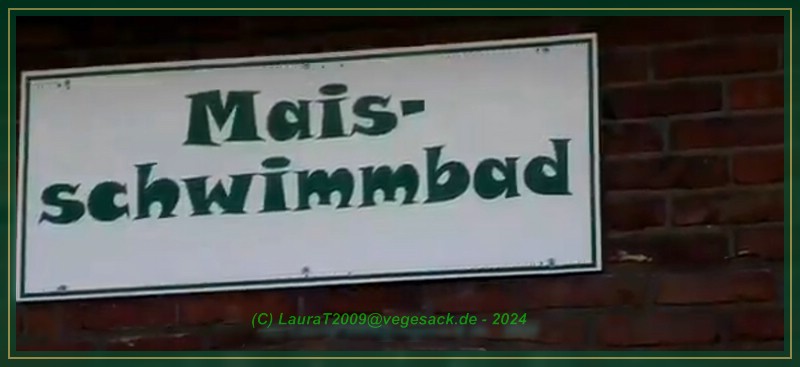 Mais-
schwimmbad
(C) LauraT2009@vegesack.de - 2024